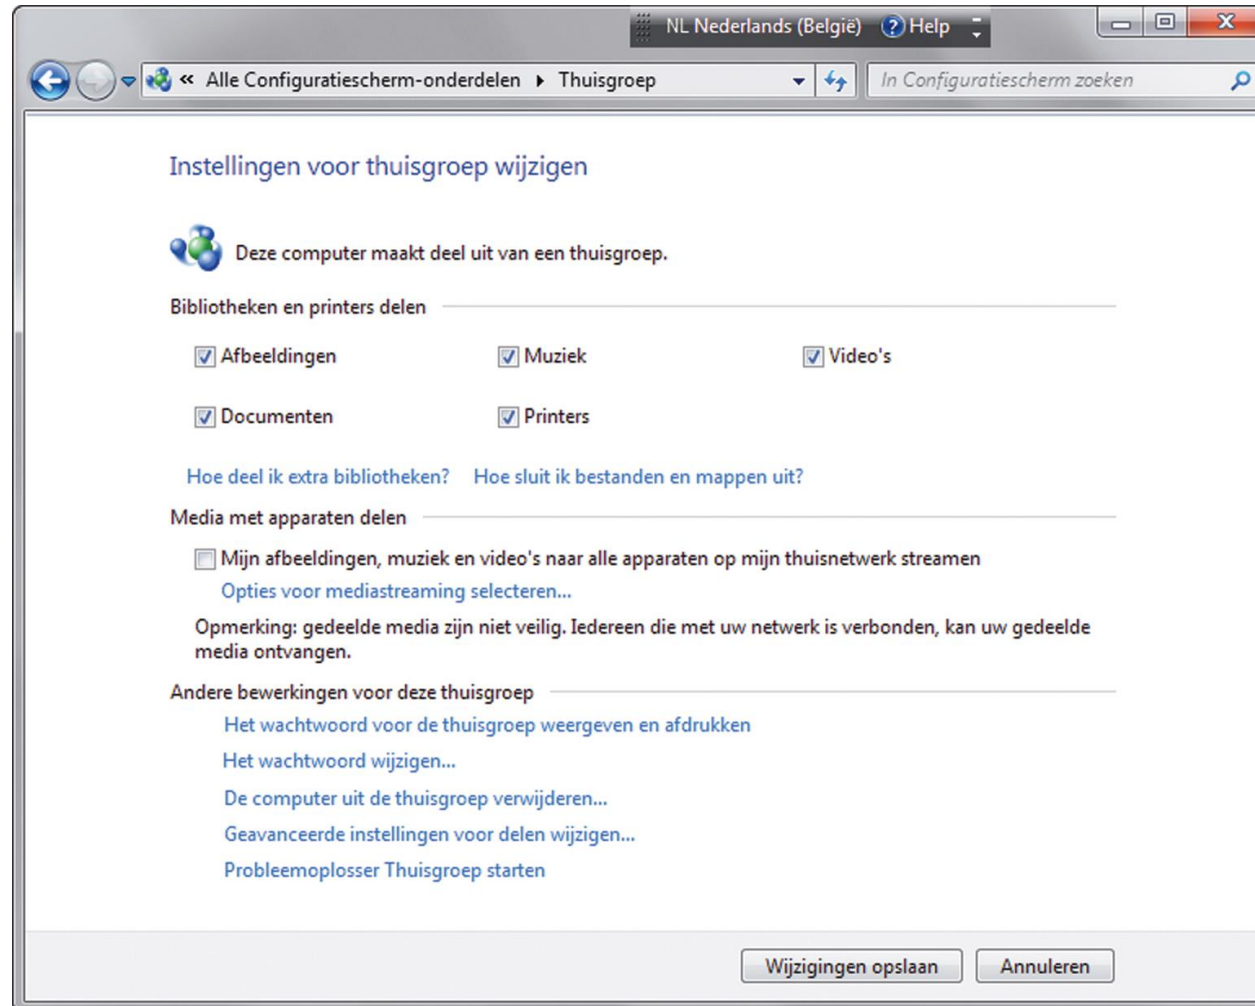 NL Nederlands (België) Help
« Alle Configuratiescherm-onderdelen Thuisgroep In Configuratiescherm zoeken
Instellingen voor thuisgroep wijzigen
Deze computer maakt deel uit van een thuisgroep.
Bibliotheken en printers delen
Afbeeldingen Muziek Video's
Documenten Printers
Hoe deel ik extra bibliotheken? Hoe sluit ik bestanden en mappen uit?
Media met apparaten delen
Mijn afbeeldingen, muziek en video's naar alle apparaten op mijn thuisnetwerk streamen
Opties voor mediastreaming selecteren...
Opmerking: gedeelde media zijn niet veilig. Iedereen die met uw netwerk is verbonden, kan uw gedeelde
media ontvangen.
Andere bewerkingen voor deze thuisgroep
Het wachtwoord voor de thuisgroep weergeven en afdrukken
Het wachtwoord wijzigen...
De computer uit de thuisgroep verwijderen...
Geavanceerde instellingen voor delen wijzigen...
Probleemoplosser Thuisgroep starten
Wijzigingen opslaan Annuleren